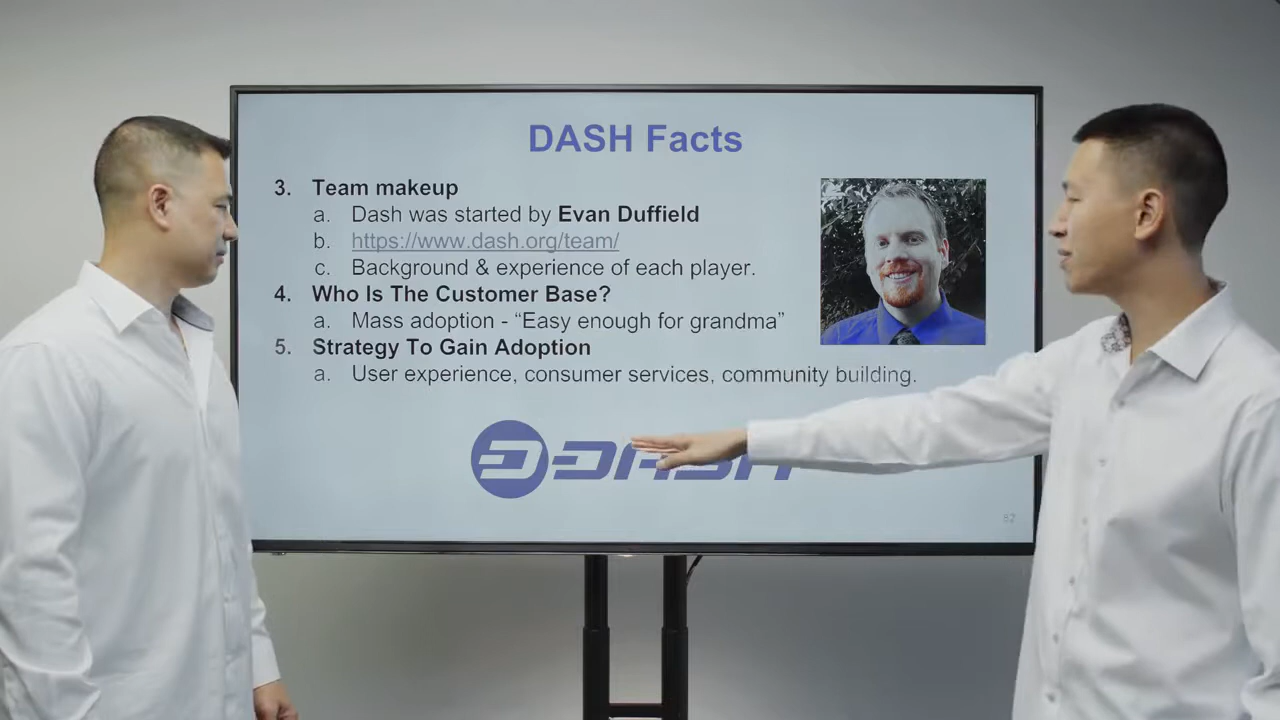 DASH Facts
3. Team makeup
a. Dash was started by Evan Duffield
b. https://www.dash.org/team/
c. Background & experience of each player.
4. Who Is The Customer Base?
a. Mass adoption - “Easy enough for grandma”
5. Strategy To Gain Adoption
a. User experience, consumer services, community building.
DASH
62